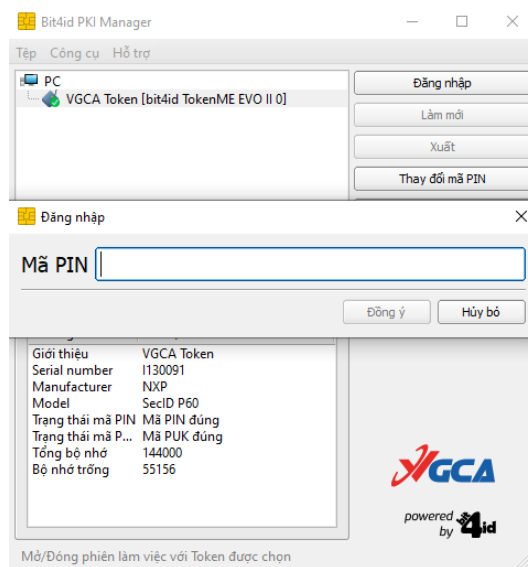 Bit4id PKI Manager
Tệp Công cụ Hỗ trợ
PC
VGCA Token [bit4id TokenME EVO II 0]
Đăng nhập
Làm mới
Xuất
Thay đổi mã PIN
Đăng nhập
Mã PIN
Đồng ý
Hủy bỏ
Giới thiệu VGCA Token
Serial number I130091
Manufacturer NXP
Model SecID P60
Trạng thái mã PIN Mã PIN đúng
Trạng thái mã P... Mã PUK đúng
Tổng bộ nhớ 144000
Bộ nhớ trống 55156
VGCA
powered
by 4id
Mở/Đóng phiên làm việc với Token được chọn